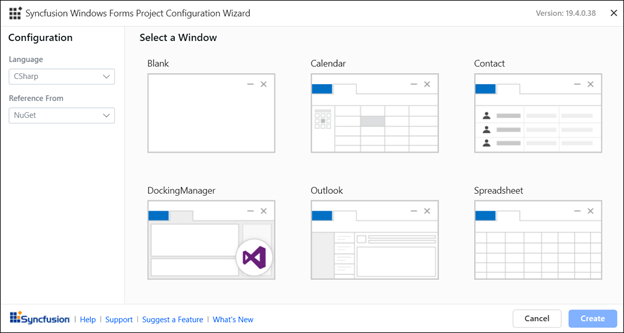 Syncfusion Windows Forms Project Configuration Wizard
Version: 19.4.0.38
Configuration
Language
CSharp
Reference From
NuGet
Select a Window
Blank
Calendar
Contact
DockingManager
Outlook
Spreadsheet
Syncfusion | Help | Support | Suggest a Feature | What's New
Cancel
Create